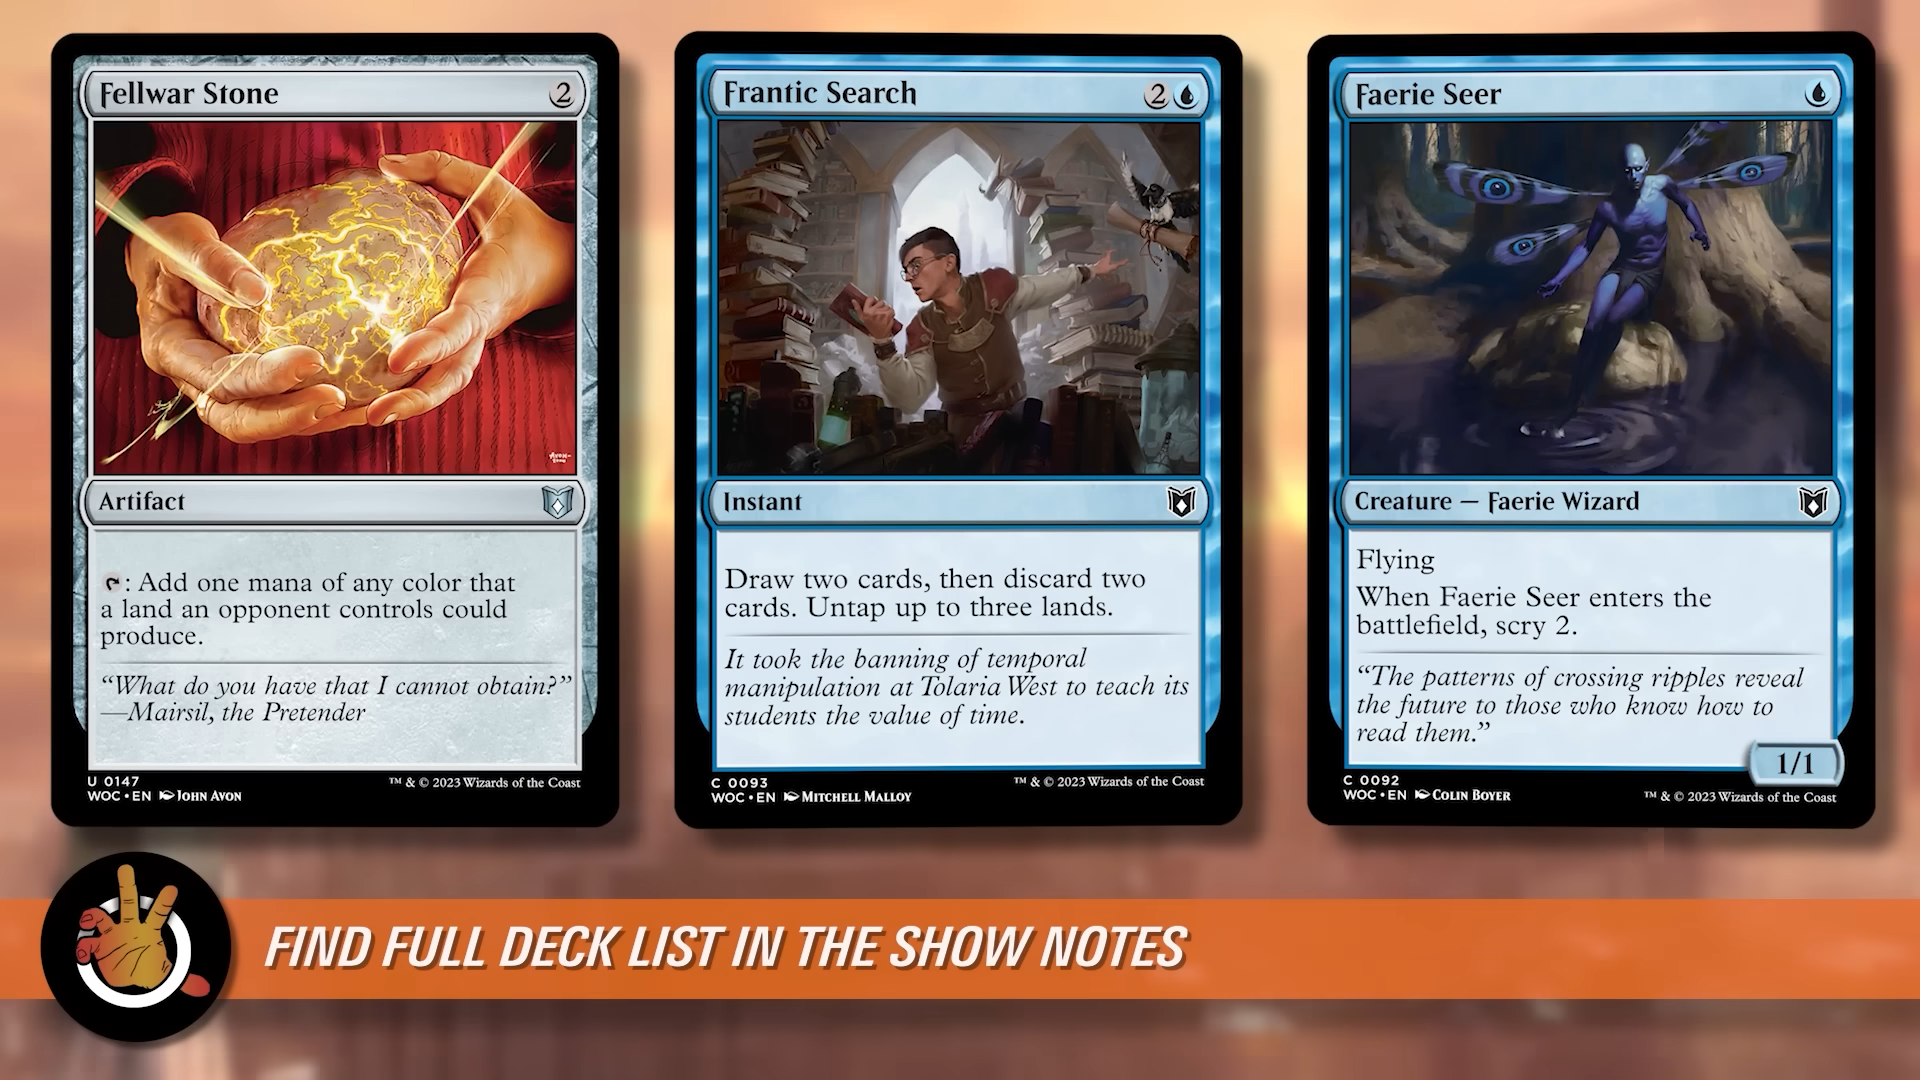 Fellwar Stone
2
Artifact
: Add one mana of any color that
a land an opponent controls could
produce.
“What do you have that I cannot obtain?”
—Mairsil, the Pretender
U 0147
WOC • EN John Avon
™ & © 2023 Wizards of the Coast
Frantic Search
2
Instant
Draw two cards, then discard two
cards. Untap up to three lands.
It took the banning of temporal
manipulation at Tolaria West to teach its
students the value of time.
C 0093
WOC • EN Mitchell Malloy
™ & © 2023 Wizards of the Coast
Faerie Seer
Creature — Faerie Wizard
Flying
When Faerie Seer enters the
battlefield, scry 2.
“The patterns of crossing ripples reveal
the future to those who know how to
read them.”
1/1
C 0092
WOC • EN Colin Boyer
™ & © 2023 Wizards of the Coast
FIND FULL DECK LIST IN THE SHOW NOTES